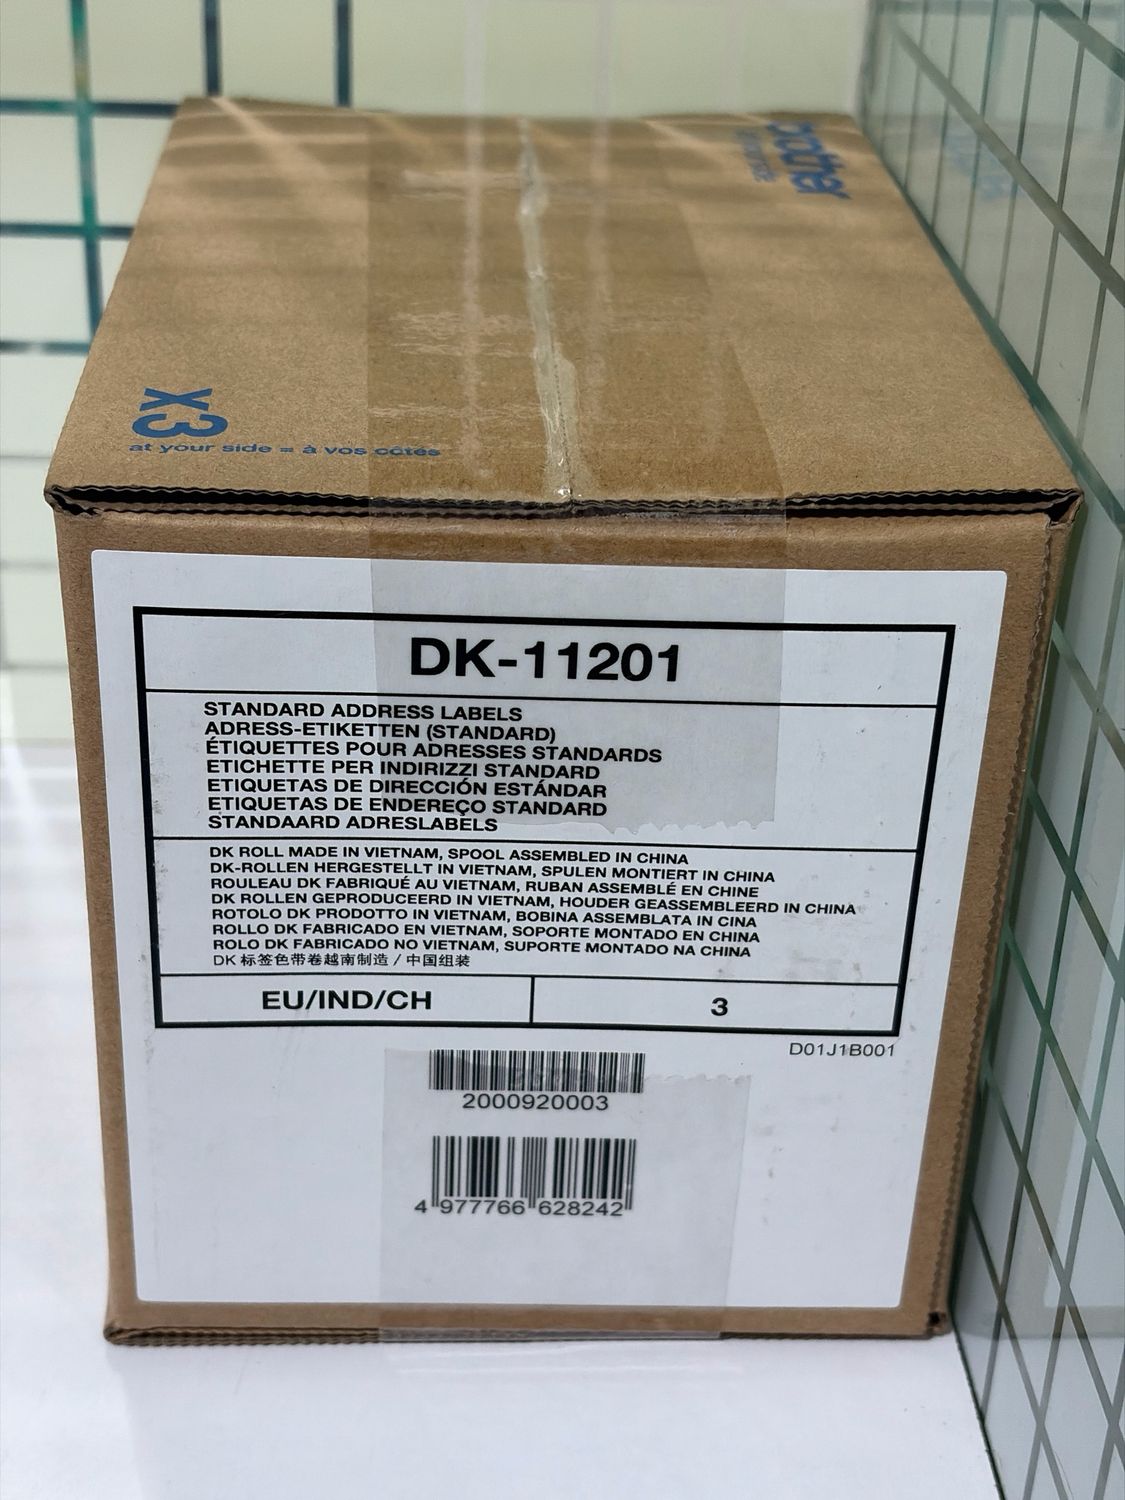 brother
x3
at your side = à vos côtés
DK-11201
STANDARD ADDRESS LABELS
ADRESS-ETIKETTEN (STANDARD)
ÉTIQUETTES POUR ADRESSES STANDARDS
ETICHETTE PER INDIRIZZI STANDARD
ETIQUETAS DE DIRECCIÓN ESTÁNDAR
ETIQUETAS DE ENDEREÇO STANDARD
STANDAARD ADRESLABELS
DK ROLL MADE IN VIETNAM, SPOOL ASSEMBLED IN CHINA
DK-ROLLEN HERGESTELLT IN VIETNAM, SPULEN MONTIERT IN CHINA
ROULEAU DK FABRIQUÉ AU VIETNAM, RUBAN ASSEMBLÉ EN CHINE
DK ROLLEN GEPRODUCEERD IN VIETNAM, HOUDER GEASSEMBLEERD IN CHINA
ROTOLO DK PRODOTTO IN VIETNAM, BOBINA ASSEMBLATA IN CINA
ROLLO DK FABRICADO EN VIETNAM, SOPORTE MONTADO EN CHINA
ROLO DK FABRICADO NO VIETNAM, SUPORTE MONTADO NA CHINA
DK 标签色带卷越南制造 / 中国组装
EU/IND/CH 3
D01J1B001
2000920003
4 977766 628242